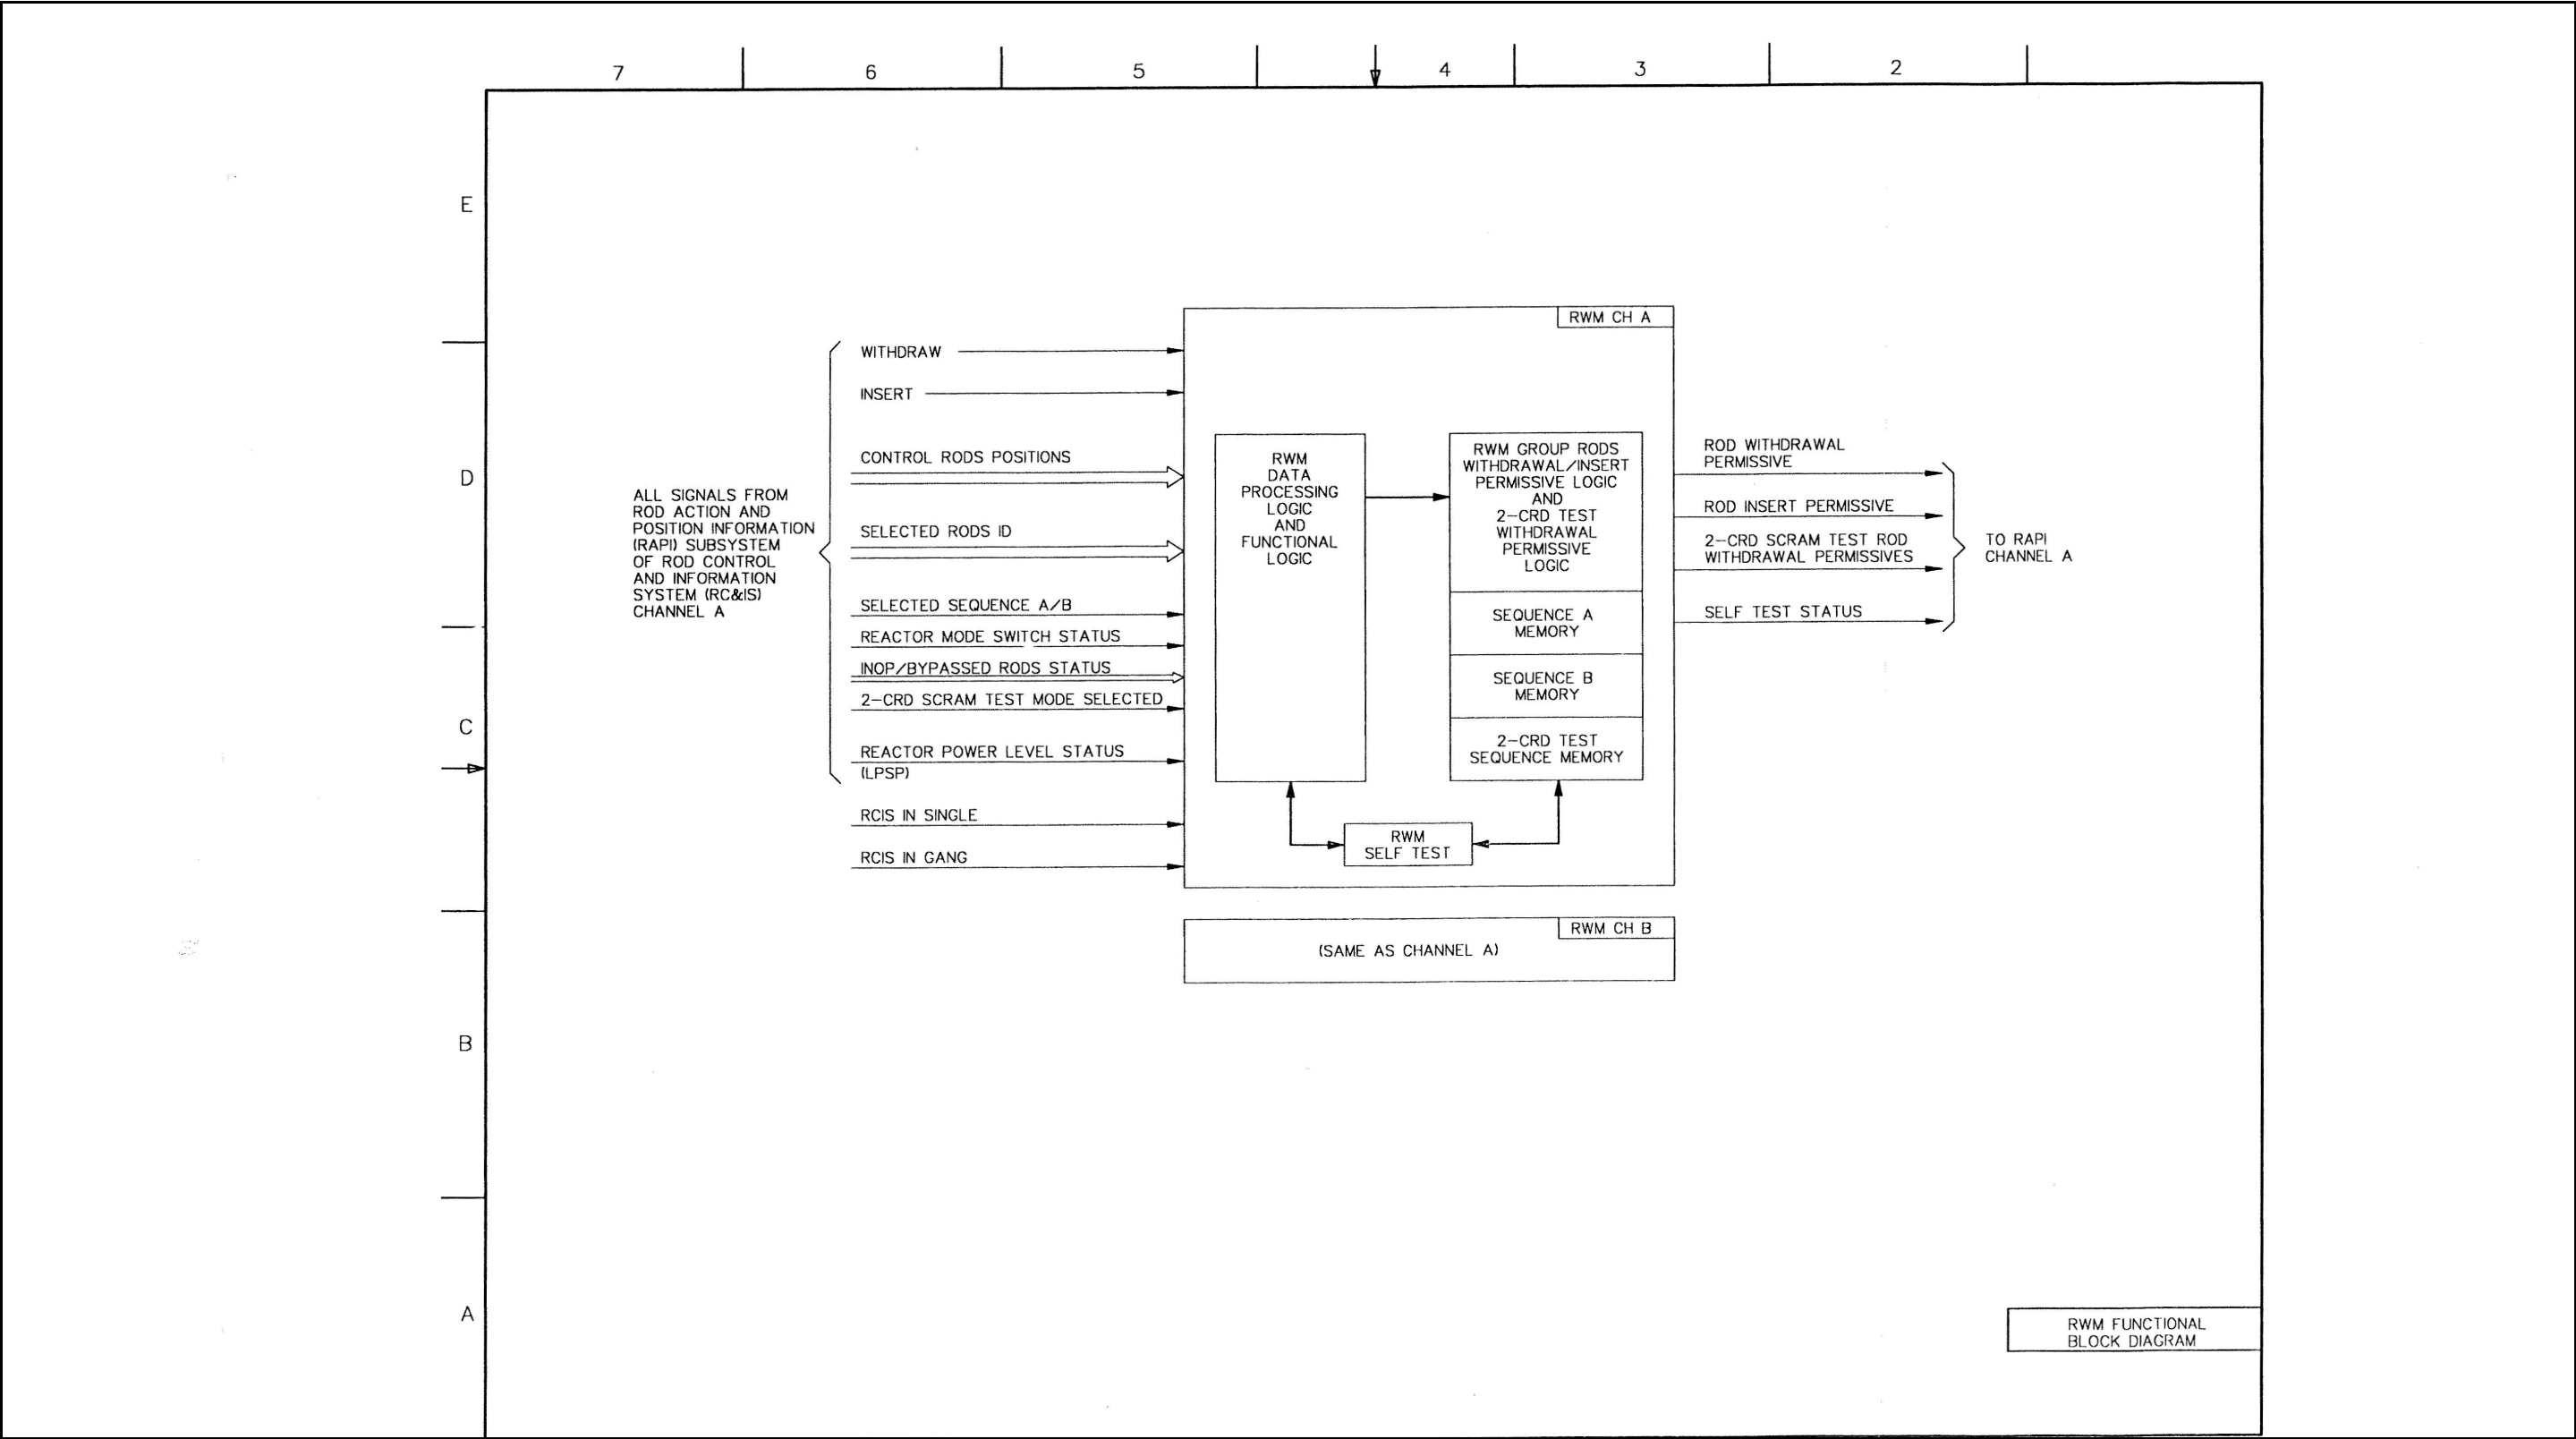 7 6 5 4 3 2
E
D
C
B
A
ALL SIGNALS FROM
ROD ACTION AND
POSITION INFORMATION
(RAPI) SUBSYSTEM
OF ROD CONTROL
AND INFORMATION
SYSTEM (RC&IS)
CHANNEL A
WITHDRAW
INSERT
CONTROL RODS POSITIONS
SELECTED RODS ID
SELECTED SEQUENCE A/B
REACTOR MODE SWITCH STATUS
INOP/BYPASSED RODS STATUS
2-CRD SCRAM TEST MODE SELECTED
REACTOR POWER LEVEL STATUS
(LPSP)
RCIS IN SINGLE
RCIS IN GANG
RWM CH A
RWM
DATA
PROCESSING
LOGIC
AND
FUNCTIONAL
LOGIC
RWM GROUP RODS
WITHDRAWAL/INSERT
PERMISSIVE LOGIC
AND
2-CRD TEST
WITHDRAWAL
PERMISSIVE
LOGIC
SEQUENCE A
MEMORY
SEQUENCE B
MEMORY
2-CRD TEST
SEQUENCE MEMORY
RWM
SELF TEST
ROD WITHDRAWAL
PERMISSIVE
ROD INSERT PERMISSIVE
2-CRD SCRAM TEST ROD
WITHDRAWAL PERMISSIVES
SELF TEST STATUS
TO RAPI
CHANNEL A
RWM CH B
(SAME AS CHANNEL A)
RWM FUNCTIONAL
BLOCK DIAGRAM